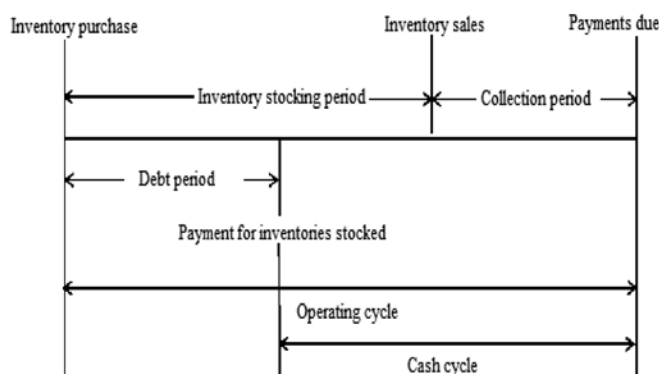 Inventory purchase
Inventory sales
Payments due
Inventory stocking period
Collection period
Debt period
Payment for inventories stocked
Operating cycle
Cash cycle